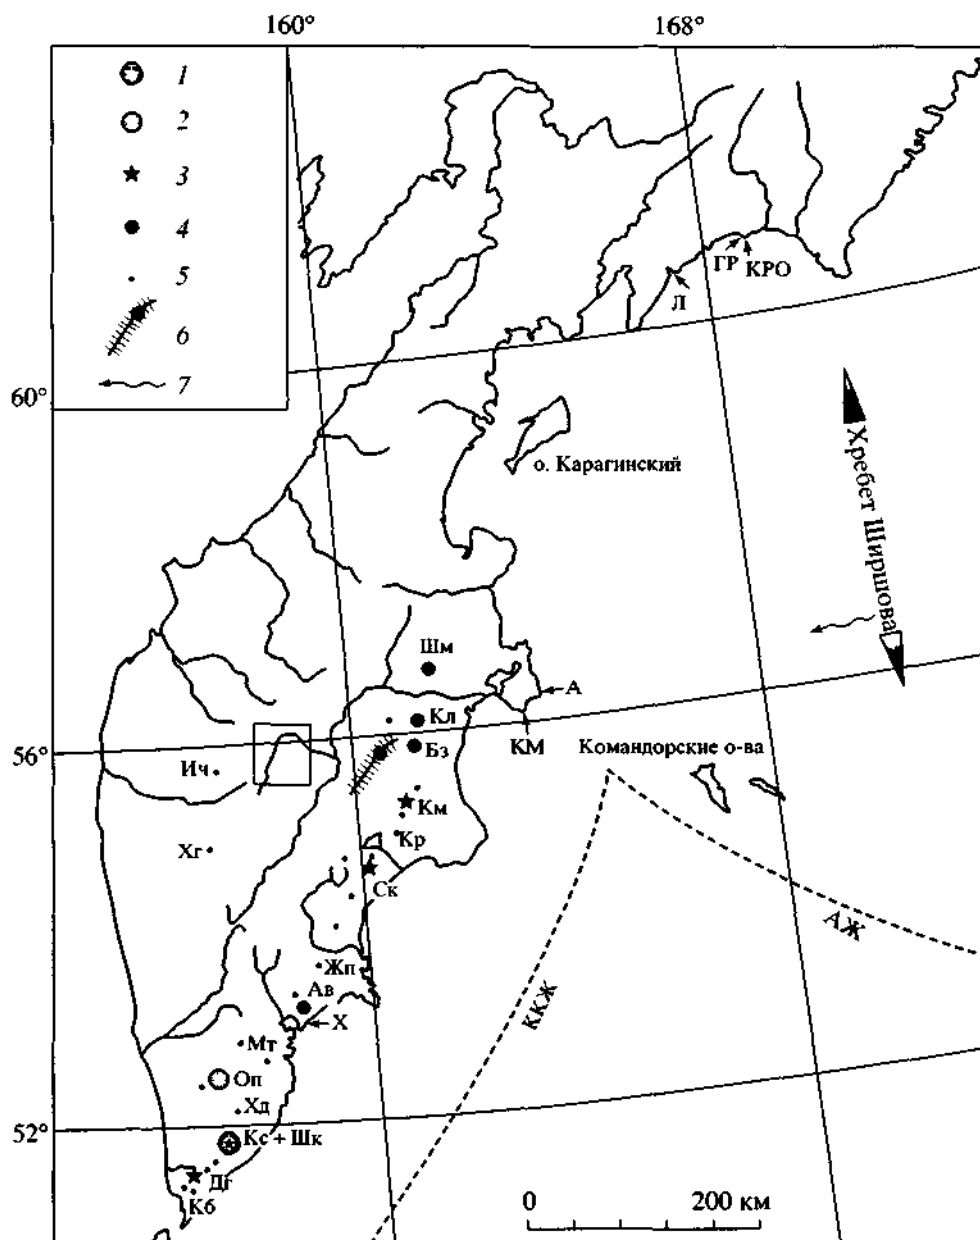 160° 168°
1
2
3
4
5
6
7
ГР КРО
Л
60°
о. Карагинский
Хребет Ширшова
Шм
А
Кл
КМ
Бз
56°
Командорские о-ва
Ич
Км
Кр
Хг
Ск
АЖ
Жп
Ав
ККЖ
Х
Мт
Оп
Хд
52°
Кс + Шк
Дг
Кб
0 200 км